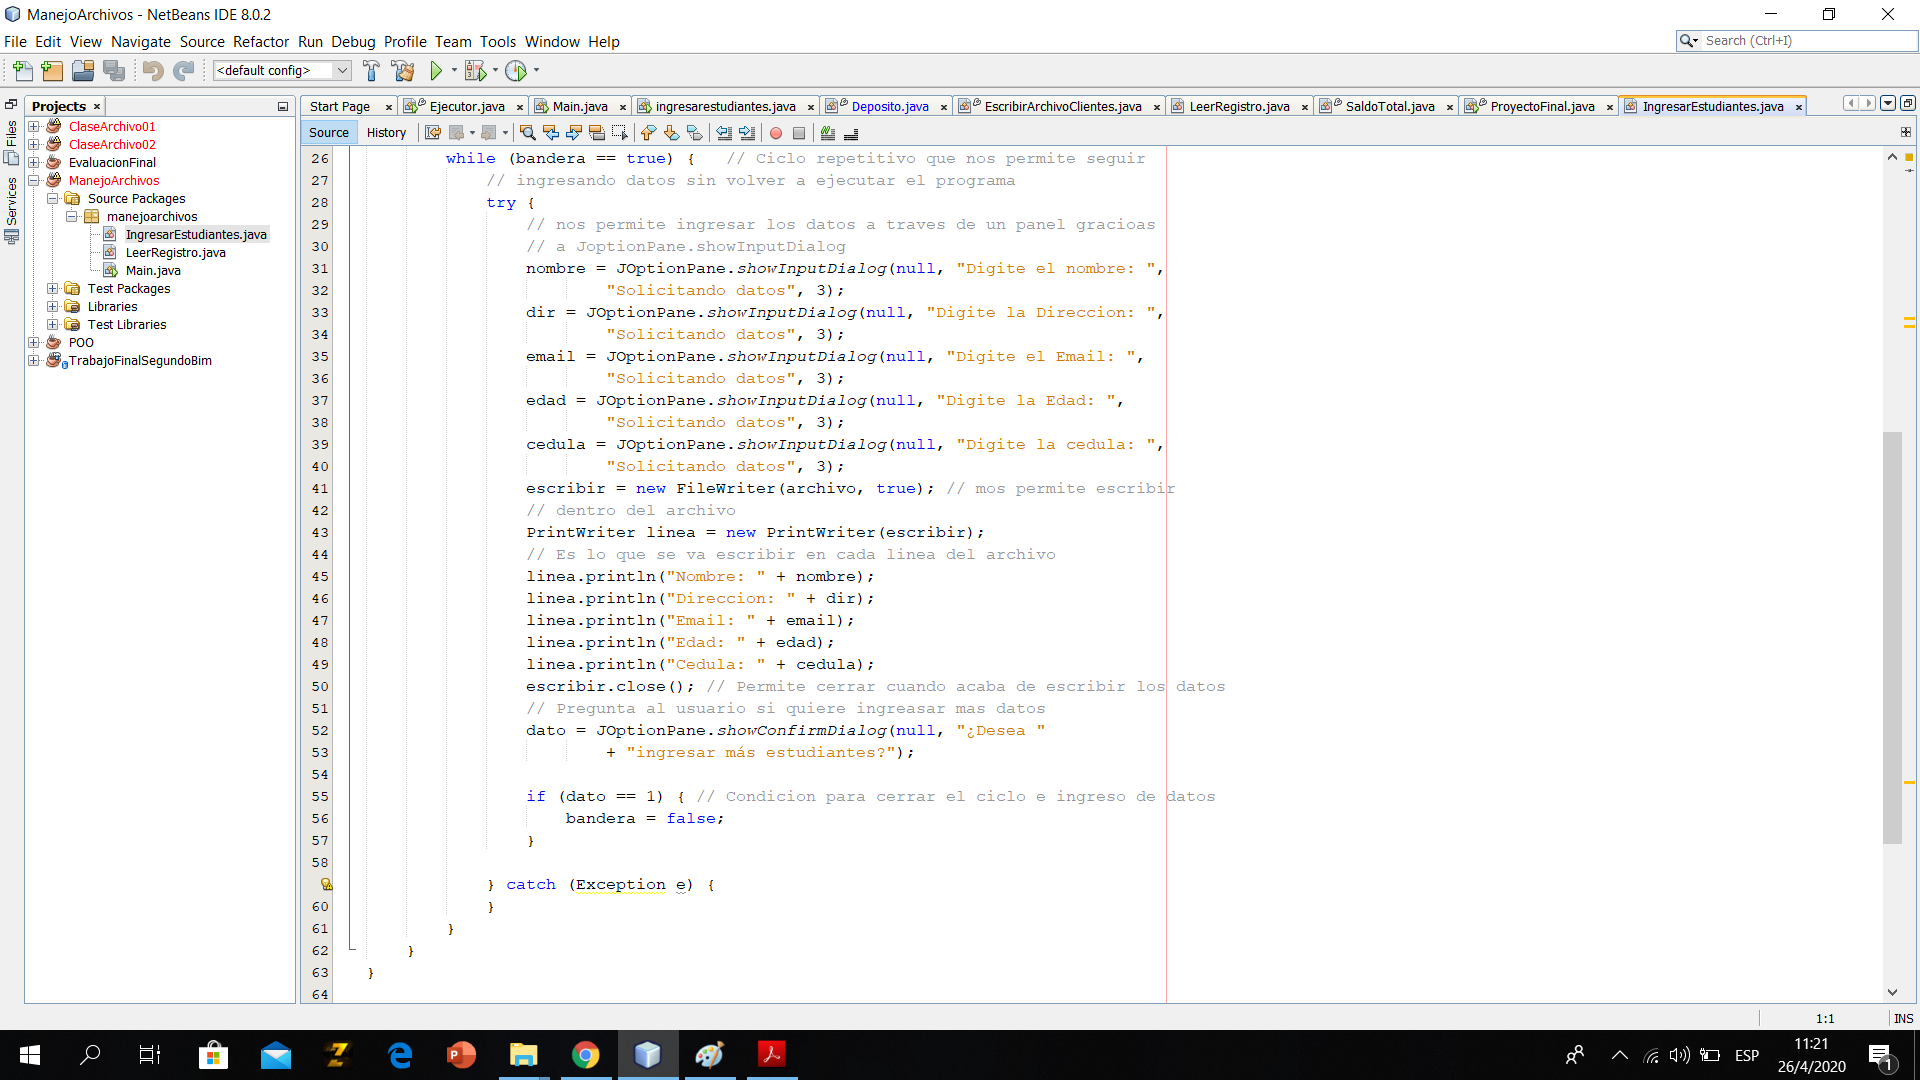 ManejoArchivos - NetBeans IDE 8.0.2
File Edit View Navigate Source Refactor Run Debug Profile Team Tools Window Help
Search (Ctrl+I)
<default config>
Projects
Files
Services
ClaseArchivo01
ClaseArchivo02
EvaluacionFinal
ManejoArchivos
Source Packages
manejoarchivos
IngresarEstudiantes.java
LeerRegistro.java
Main.java
Test Packages
Libraries
Test Libraries
POO
TrabajoFinalSegundoBim
Start Page Ejecutor.java Main.java ingresarestudiantes.java Deposito.java EscribirArchivoClientes.java LeerRegistro.java SaldoTotal.java ProyectoFinal.java IngresarEstudiantes.java
Source History
26 while (bandera == true) { // Ciclo repetitivo que nos permite seguir
27 // ingresando datos sin volver a ejecutar el programa
28 try {
29 // nos permite ingresar los datos a traves de un panel gracioas
30 // a JoptionPane.showInputDialog
31 nombre = JOptionPane.showInputDialog(null, "Digite el nombre: ",
32 "Solicitando datos", 3);
33 dir = JOptionPane.showInputDialog(null, "Digite la Direccion: ",
34 "Solicitando datos", 3);
35 email = JOptionPane.showInputDialog(null, "Digite el Email: ",
36 "Solicitando datos", 3);
37 edad = JOptionPane.showInputDialog(null, "Digite la Edad: ",
38 "Solicitando datos", 3);
39 cedula = JOptionPane.showInputDialog(null, "Digite la cedula: ",
40 "Solicitando datos", 3);
41 escribir = new FileWriter(archivo, true); // mos permite escribir
42 // dentro del archivo
43 PrintWriter linea = new PrintWriter(escribir);
44 // Es lo que se va escribir en cada linea del archivo
45 linea.println("Nombre: " + nombre);
46 linea.println("Direccion: " + dir);
47 linea.println("Email: " + email);
48 linea.println("Edad: " + edad);
49 linea.println("Cedula: " + cedula);
50 escribir.close(); // Permite cerrar cuando acaba de escribir los datos
51 // Pregunta al usuario si quiere ingreasar mas datos
52 dato = JOptionPane.showConfirmDialog(null, "¿Desea "
53 + "ingresar más estudiantes?");
54
55 if (dato == 1) { // Condicion para cerrar el ciclo e ingreso de datos
56 bandera = false;
57 }
58
} catch (Exception e) {
60 }
61 }
62 }
63 }
64
1:1 INS
ESP
11:21
26/4/2020
1